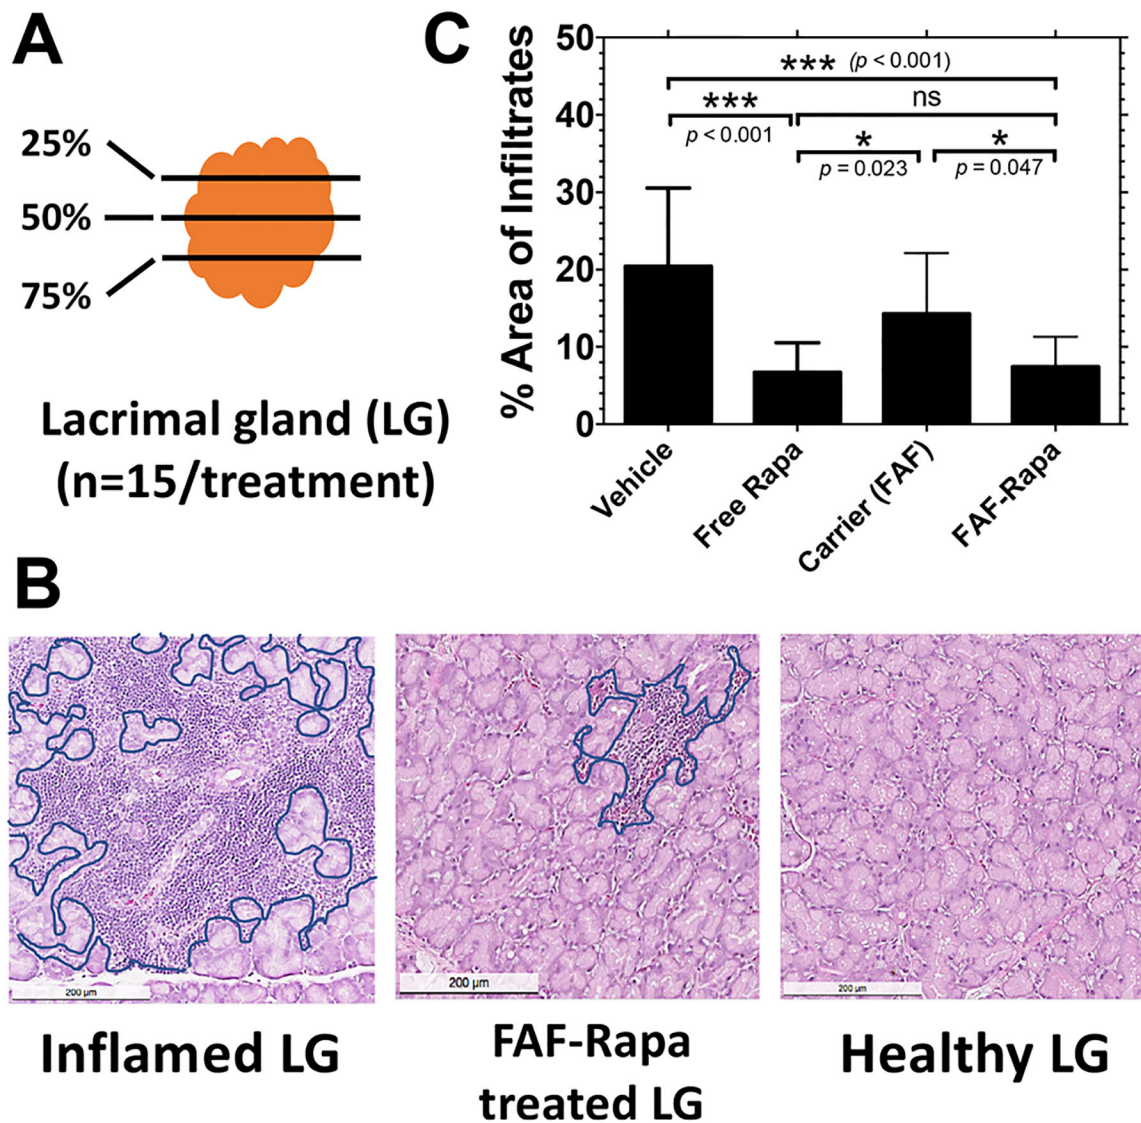 A
25%
50%
75%
Lacrimal gland (LG)
(n=15/treatment)
C
% Area of Infiltrates
50
40
30
20
10
0
*** (p < 0.001)
***
p < 0.001
ns
*
p = 0.023
*
p = 0.047
Vehicle
Free Rapa
Carrier (FAF)
FAF-Rapa
B
200 µm
200 µm
200 µm
Inflamed LG
FAF-Rapa
treated LG
Healthy LG